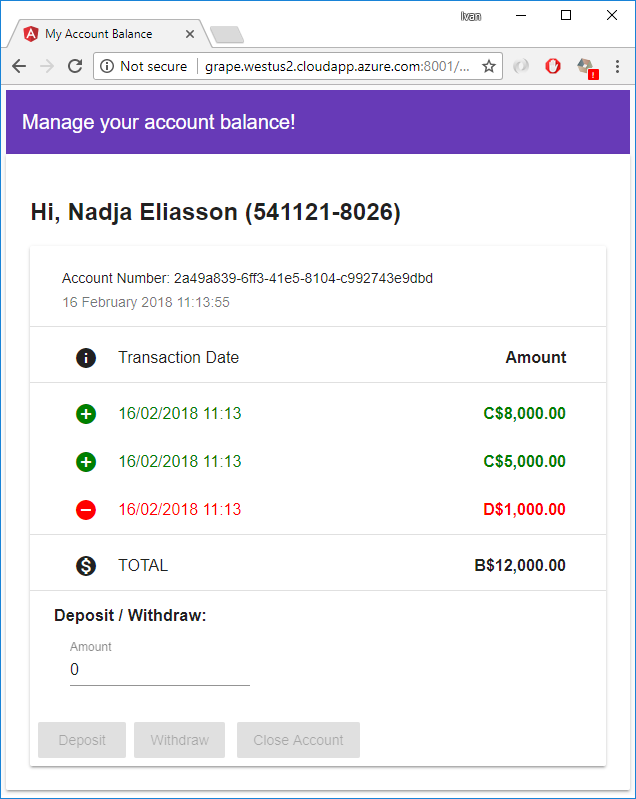 Ivan
My Account Balance
Not secure grape.westus2.cloudapp.azure.com:8001/...
Manage your account balance!
Hi, Nadja Eliasson (541121-8026)
Account Number: 2a49a839-6ff3-41e5-8104-c992743e9dbd
16 February 2018 11:13:55
Transaction Date Amount
16/02/2018 11:13 C$8,000.00
16/02/2018 11:13 C$5,000.00
16/02/2018 11:13 D$1,000.00
TOTAL B$12,000.00
Deposit / Withdraw:
Amount
0
Deposit Withdraw Close Account